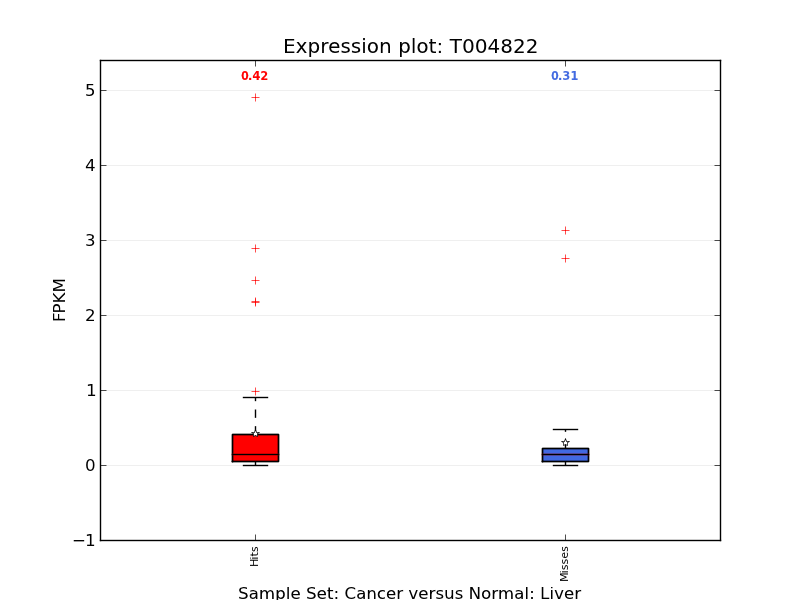 Expression plot: T004822
0.42
0.31
5
4
3
2
1
0
−1
FPKM
Hits
Misses
Sample Set: Cancer versus Normal: Liver